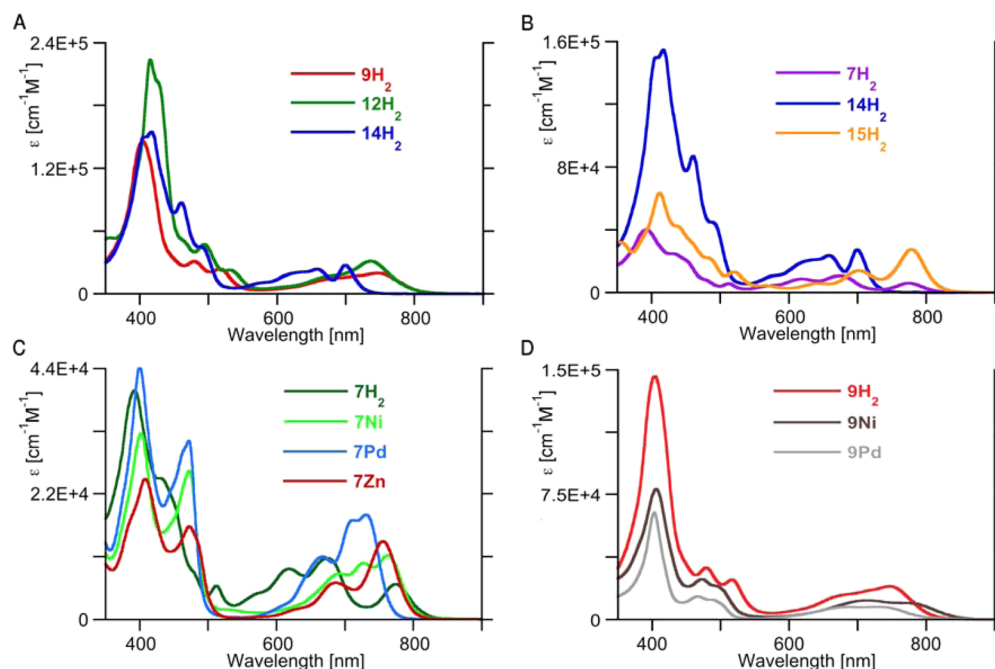 A
2.4E+5
1.2E+5
0
ε [cm-1M-1]
9H2
12H2
14H2
400
600
800
Wavelength [nm]
B
1.6E+5
8E+4
0
ε [cm-1M-1]
7H2
14H2
15H2
400
600
800
Wavelength [nm]
C
4.4E+4
2.2E+4
0
ε [cm-1M-1]
7H2
7Ni
7Pd
7Zn
400
600
800
Wavelength [nm]
D
1.5E+5
7.5E+4
0
ε [cm-1M-1]
9H2
9Ni
9Pd
400
600
800
Wavelength [nm]